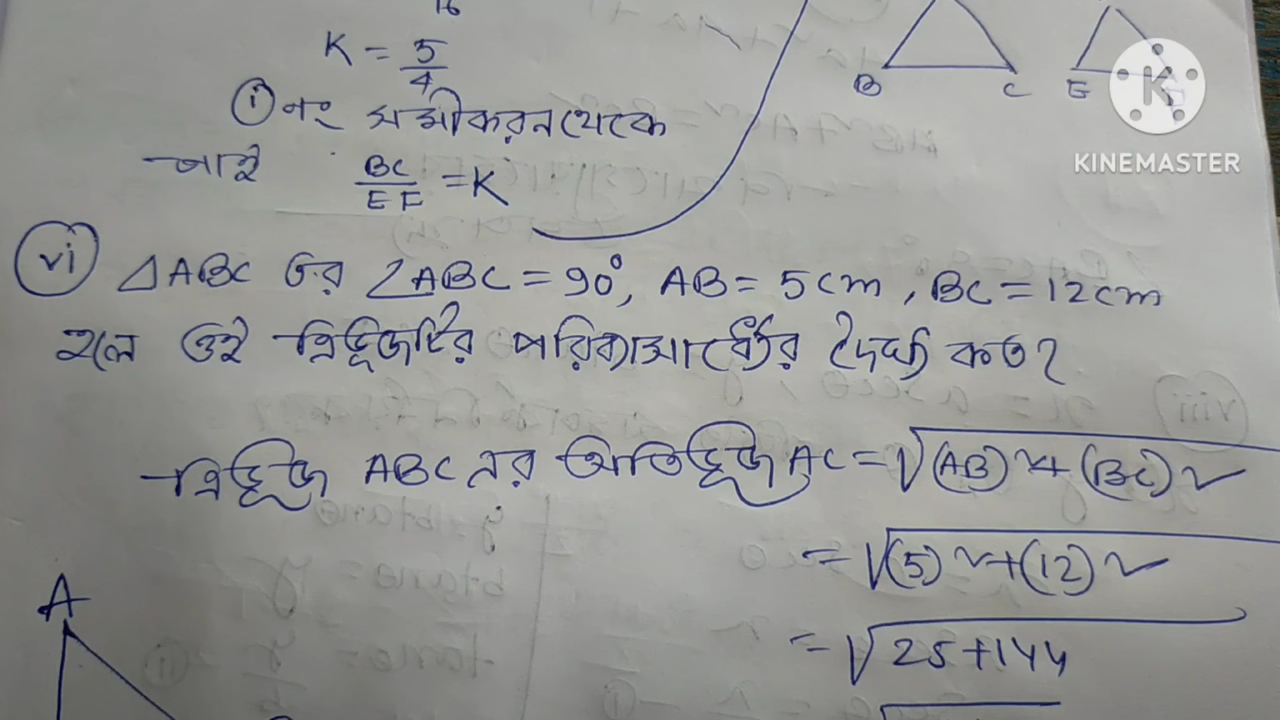 16
K = 5/4
B C E
K
KINEMASTER
(i) নং সমীকরন থেকে
পাই BC/EF = K
(vi) △ABC এর ∠ABC = 90°, AB = 5cm, BC = 12cm
হলে ওই ত্রিভূজটির পরিব্যাসার্ধের দৈর্ঘ্য কত?
ত্রিভূজ ABC এর অতিভূজ AC = √(AB)² + (BC)²
= √(5)² + (12)²
A
= √25+144